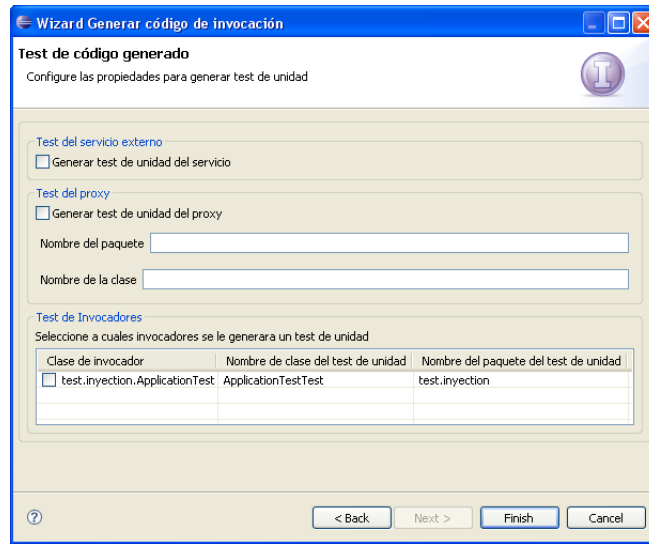 Wizard Generar código de invocación
Test de código generado
Configure las propiedades para generar test de unidad
Test del servicio externo
Generar test de unidad del servicio
Test del proxy
Generar test de unidad del proxy
Nombre del paquete
Nombre de la clase
Test de Invocadores
Seleccione a cuales invocadores se le generara un test de unidad
Clase de invocador Nombre de clase del test de unidad Nombre del paquete del test de unidad
test.inyection.ApplicationTest ApplicationTestTest test.inyection
< Back Next > Finish Cancel